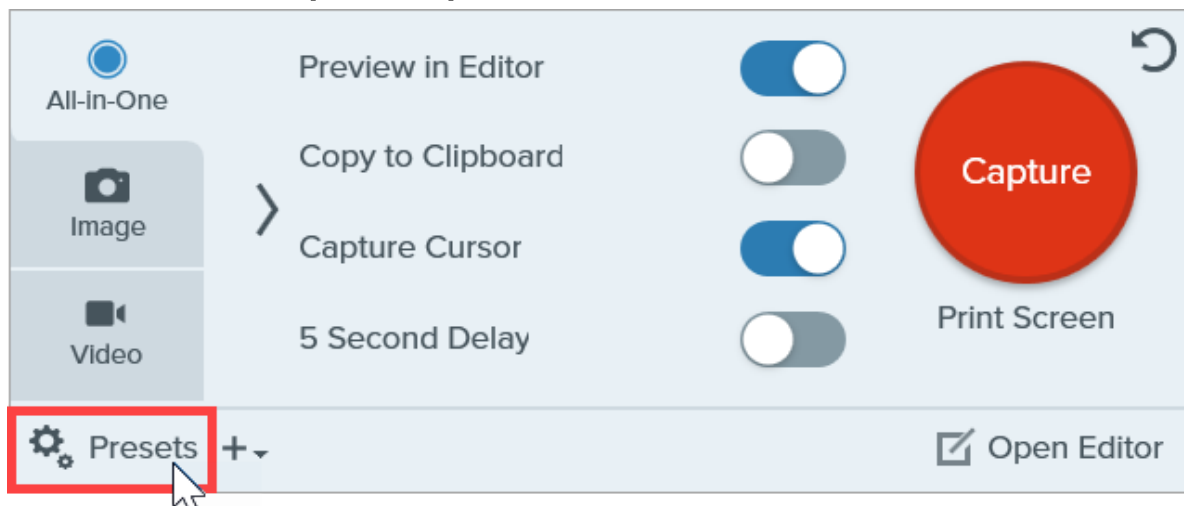 All-in-One
Image
Video
Preview in Editor
Copy to Clipboard
Capture Cursor
5 Second Delay
Capture
Print Screen
Presets
Open Editor